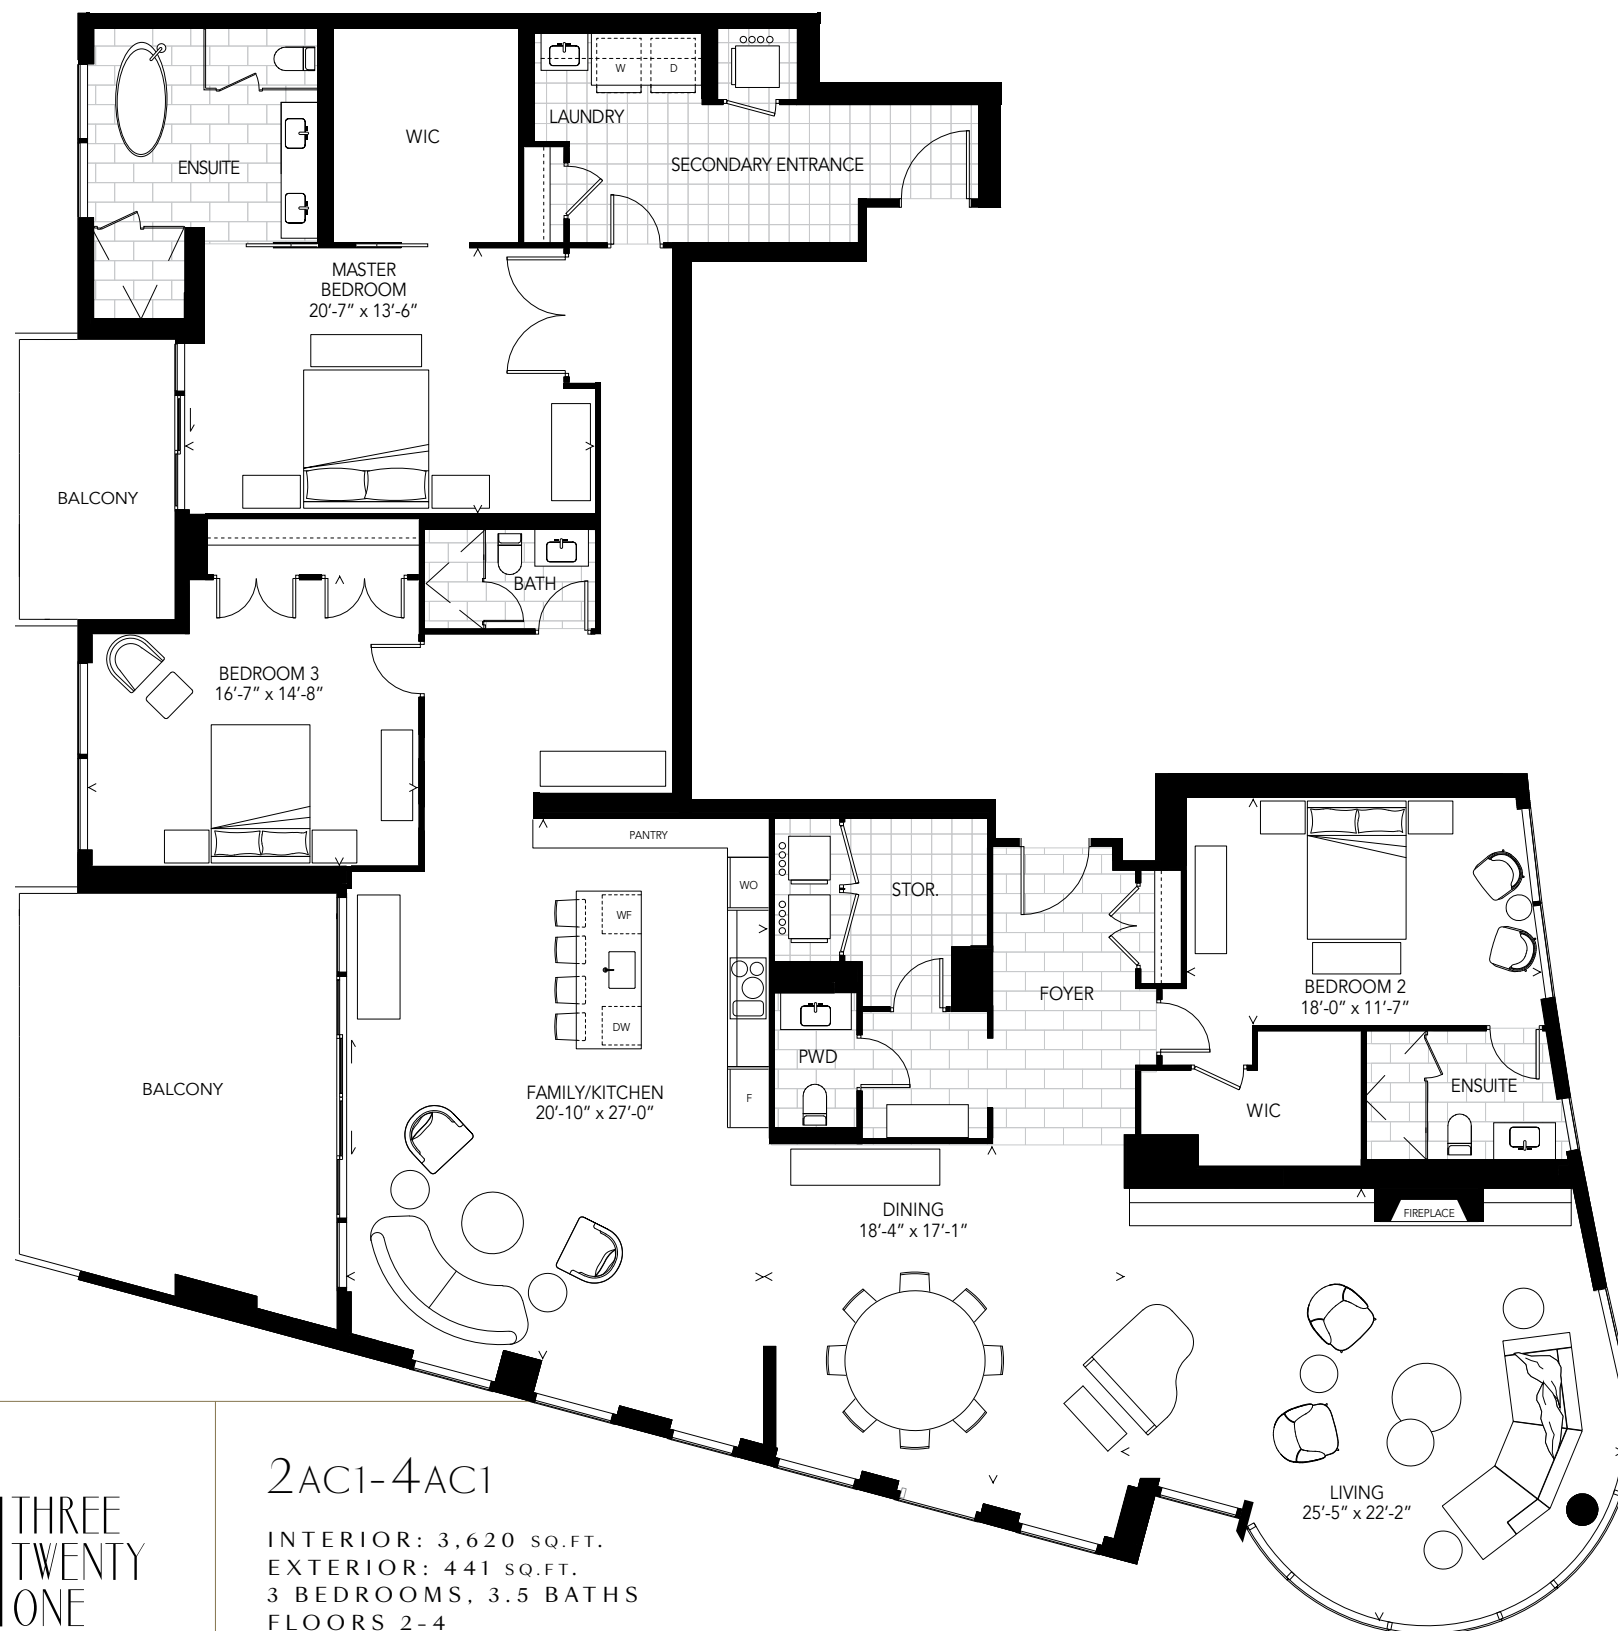 W
D
LAUNDRY
WIC
ENSUITE
SECONDARY ENTRANCE
MASTER
BEDROOM
20'-7" x 13'-6"
BALCONY
BATH
BEDROOM 3
16'-7" x 14'-8"
PANTRY
WO
STOR.
WF
FOYER
BEDROOM 2
18'-0" x 11'-7"
DW
PWD
BALCONY
FAMILY/KITCHEN
20'-10" x 27'-0"
F
WIC
ENSUITE
DINING
18'-4" x 17'-1"
FIREPLACE
LIVING
25'-5" x 22'-2"
THREE
TWENTY
ONE
2AC1-4AC1
INTERIOR: 3,620 SQ.FT.
EXTERIOR: 441 SQ.FT.
3 BEDROOMS, 3.5 BATHS
FLOORS 2-4